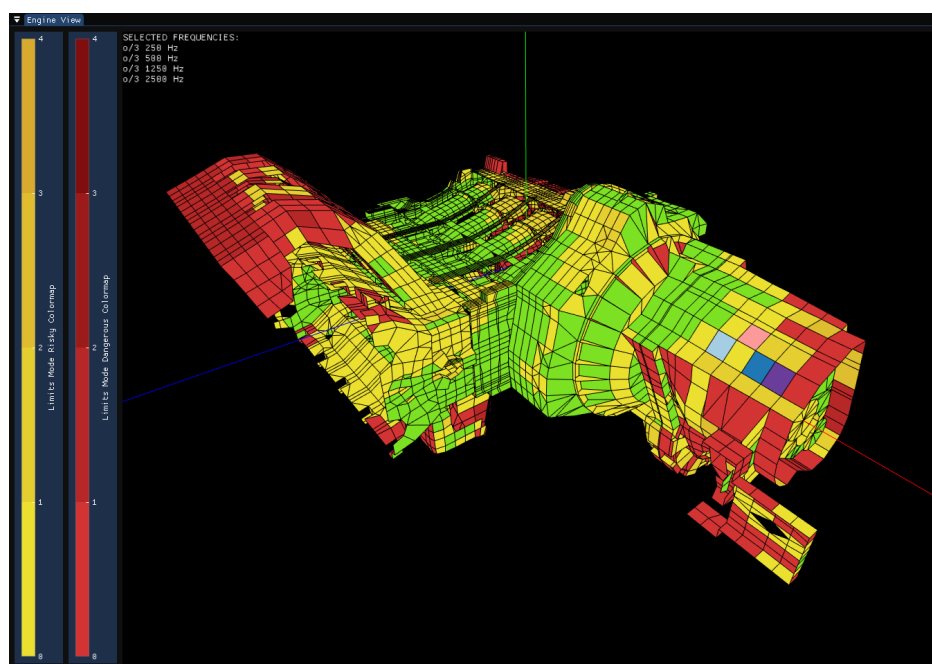 Engine View
SELECTED FREQUENCIES:
o/3 250 Hz
o/3 500 Hz
o/3 1250 Hz
o/3 2500 Hz
4
3
2
1
0
Limits Mode Risky Colormap
4
3
2
1
0
Limits Mode Dangerous Colormap